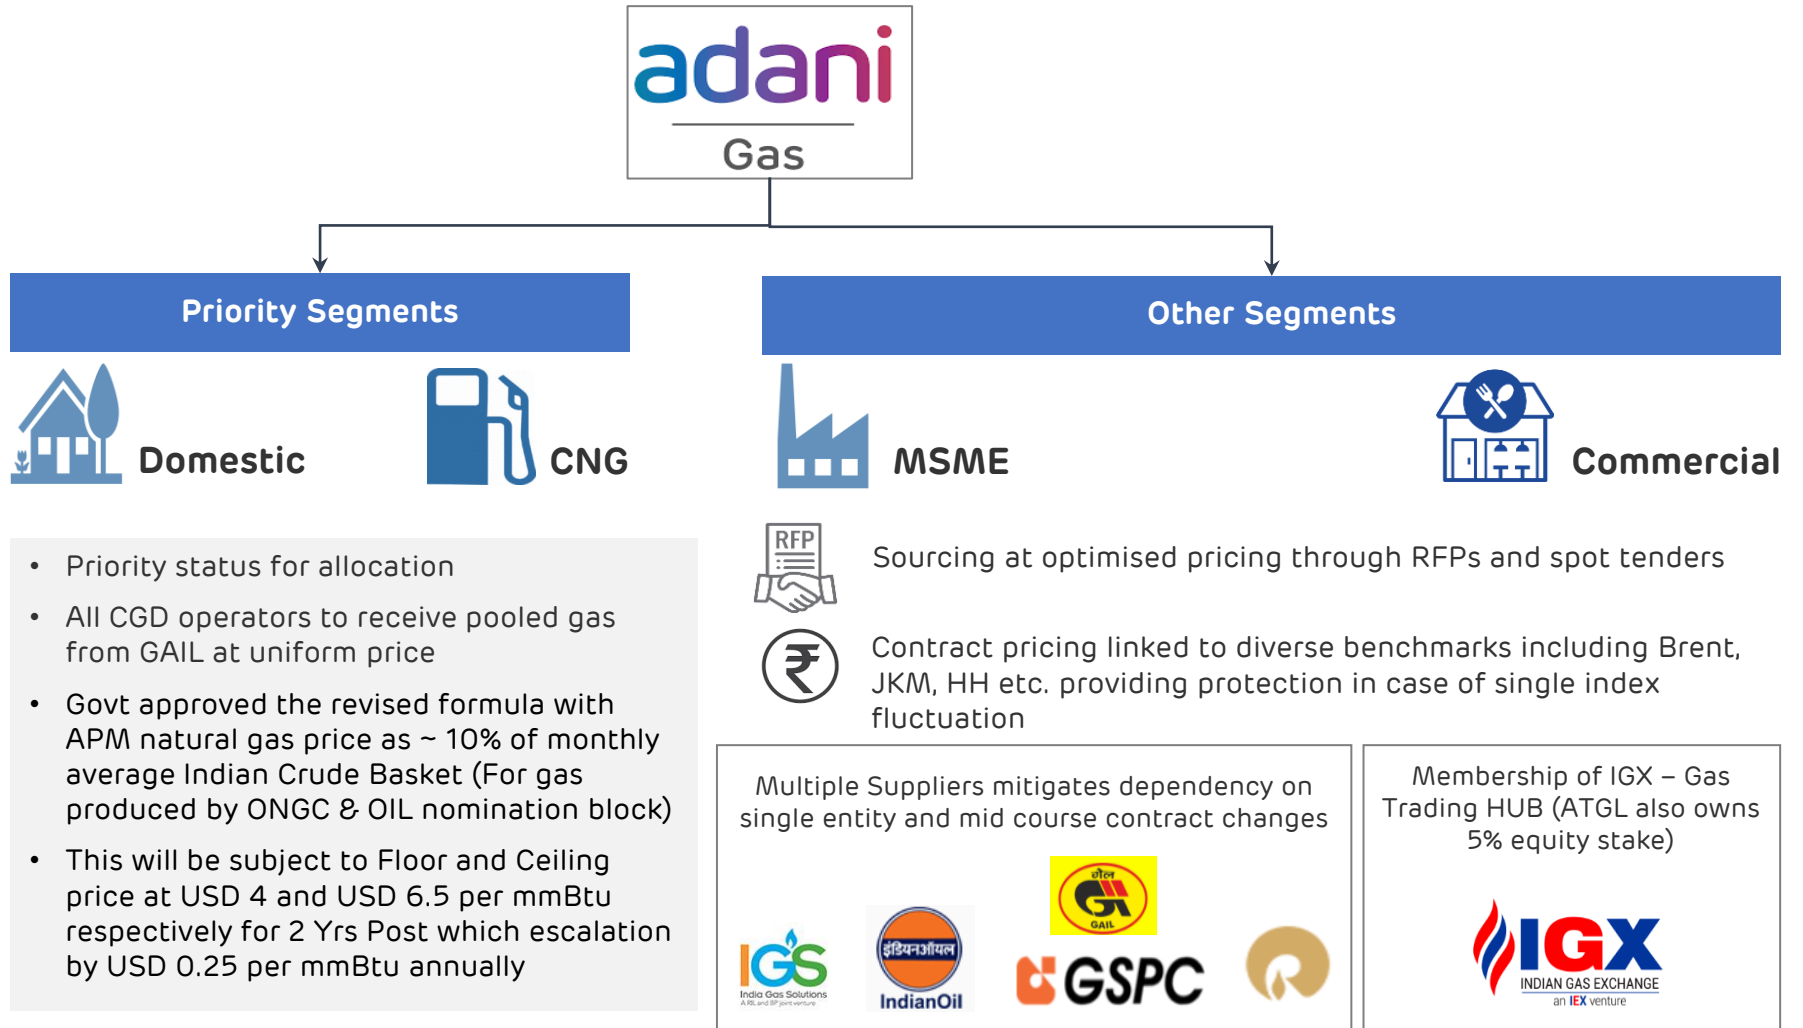 adani
Gas
Priority Segments
Other Segments
Domestic
CNG
MSME
Commercial
• Priority status for allocation
• All CGD operators to receive pooled gas
from GAIL at uniform price
• Govt approved the revised formula with
APM natural gas price as ~ 10% of monthly
average Indian Crude Basket (For gas
produced by ONGC & OIL nomination block)
• This will be subject to Floor and Ceiling
price at USD 4 and USD 6.5 per mmBtu
respectively for 2 Yrs Post which escalation
by USD 0.25 per mmBtu annually
RFP
Sourcing at optimised pricing through RFPs and spot tenders
₹
Contract pricing linked to diverse benchmarks including Brent,
JKM, HH etc. providing protection in case of single index
fluctuation
Multiple Suppliers mitigates dependency on
single entity and mid course contract changes
IGS
India Gas Solutions
A RIL and BP joint venture
इंडियनऑयल
IndianOil
गेल
GAIL
GSPC
Membership of IGX – Gas
Trading HUB (ATGL also owns
5% equity stake)
IGX
INDIAN GAS EXCHANGE
an IEX venture